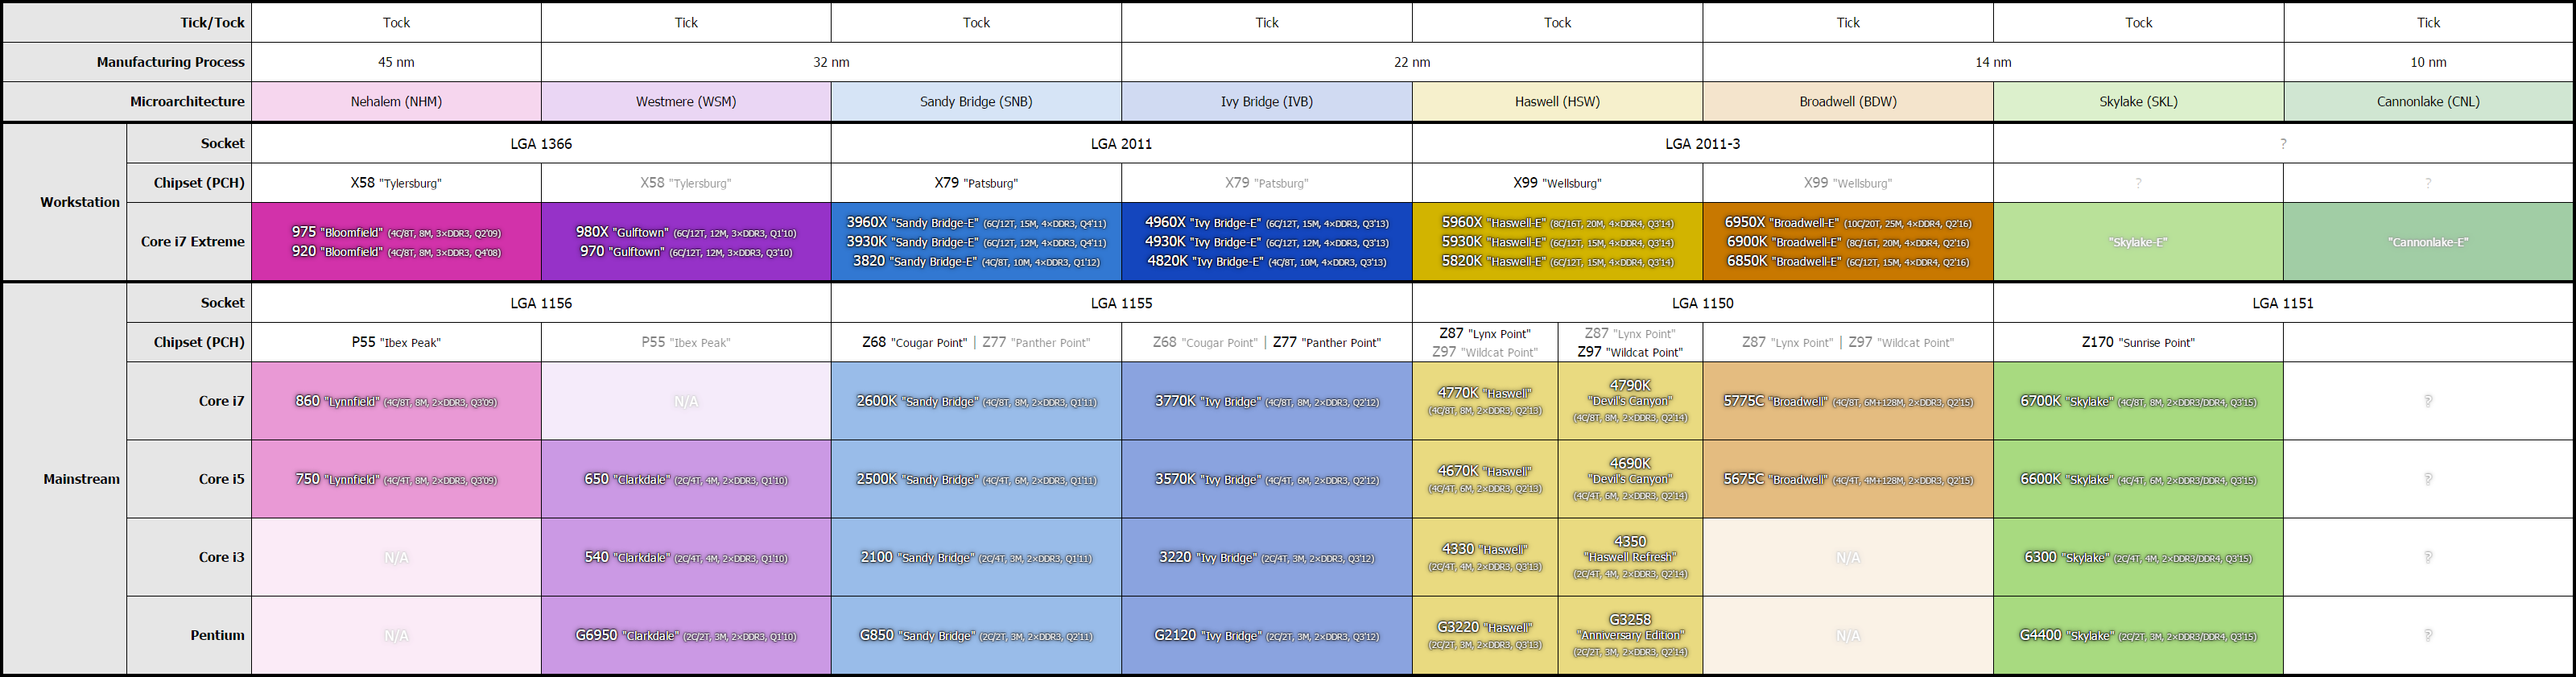 Tick/Tock Tock Tick Tock Tick Tock Tick Tock Tick
Manufacturing Process 45 nm 32 nm 22 nm 14 nm 10 nm
Microarchitecture Nehalem (NHM) Westmere (WSM) Sandy Bridge (SNB) Ivy Bridge (IVB) Haswell (HSW) Broadwell (BDW) Skylake (SKL) Cannonlake (CNL)
Workstation
Socket LGA 1366 LGA 2011 LGA 2011-3 ?
Chipset (PCH) X58 "Tylersburg" X58 "Tylersburg" X79 "Patsburg" X79 "Patsburg" X99 "Wellsburg" X99 "Wellsburg" ? ?
Core i7 Extreme
975 "Bloomfield" (4C/8T, 8M, 3×DDR3, Q2'09)
920 "Bloomfield" (4C/8T, 8M, 3×DDR3, Q4'08)
980X "Gulftown" (6C/12T, 12M, 3×DDR3, Q1'10)
970 "Gulftown" (6C/12T, 12M, 3×DDR3, Q3'10)
3960X "Sandy Bridge-E" (6C/12T, 15M, 4×DDR3, Q4'11)
3930K "Sandy Bridge-E" (6C/12T, 12M, 4×DDR3, Q4'11)
3820 "Sandy Bridge-E" (4C/8T, 10M, 4×DDR3, Q1'12)
4960X "Ivy Bridge-E" (6C/12T, 15M, 4×DDR3, Q3'13)
4930K "Ivy Bridge-E" (6C/12T, 12M, 4×DDR3, Q3'13)
4820K "Ivy Bridge-E" (4C/8T, 10M, 4×DDR3, Q3'13)
5960X "Haswell-E" (8C/16T, 20M, 4×DDR4, Q3'14)
5930K "Haswell-E" (6C/12T, 15M, 4×DDR4, Q3'14)
5820K "Haswell-E" (6C/12T, 15M, 4×DDR4, Q3'14)
6950X "Broadwell-E" (10C/20T, 25M, 4×DDR4, Q2'16)
6900K "Broadwell-E" (8C/16T, 20M, 4×DDR4, Q2'16)
6850K "Broadwell-E" (6C/12T, 15M, 4×DDR4, Q2'16)
"Skylake-E"
"Cannonlake-E"
Mainstream
Socket LGA 1156 LGA 1155 LGA 1150 LGA 1151
Chipset (PCH) P55 "Ibex Peak" P55 "Ibex Peak" Z68 "Cougar Point" | Z77 "Panther Point" Z68 "Cougar Point" | Z77 "Panther Point"
Z87 "Lynx Point"
Z97 "Wildcat Point"
Z87 "Lynx Point"
Z97 "Wildcat Point"
Z87 "Lynx Point" | Z97 "Wildcat Point" Z170 "Sunrise Point"
Core i7
860 "Lynnfield" (4C/8T, 8M, 2×DDR3, Q3'09)
N/A
2600K "Sandy Bridge" (4C/8T, 8M, 2×DDR3, Q1'11)
3770K "Ivy Bridge" (4C/8T, 8M, 2×DDR3, Q2'12)
4770K "Haswell"
(4C/8T, 8M, 2×DDR3, Q2'13)
4790K
"Devil's Canyon"
(4C/8T, 8M, 2×DDR3, Q2'14)
5775C "Broadwell" (4C/8T, 6M+128M, 2×DDR3, Q2'15)
6700K "Skylake" (4C/8T, 8M, 2×DDR3/DDR4, Q3'15)
?
Core i5
750 "Lynnfield" (4C/4T, 8M, 2×DDR3, Q3'09)
650 "Clarkdale" (2C/4T, 4M, 2×DDR3, Q1'10)
2500K "Sandy Bridge" (4C/4T, 6M, 2×DDR3, Q1'11)
3570K "Ivy Bridge" (4C/4T, 6M, 2×DDR3, Q2'12)
4670K "Haswell"
(4C/4T, 6M, 2×DDR3, Q2'13)
4690K
"Devil's Canyon"
(4C/4T, 6M, 2×DDR3, Q2'14)
5675C "Broadwell" (4C/4T, 4M+128M, 2×DDR3, Q2'15)
6600K "Skylake" (4C/4T, 6M, 2×DDR3/DDR4, Q3'15)
?
Core i3
N/A
540 "Clarkdale" (2C/4T, 4M, 2×DDR3, Q1'10)
2100 "Sandy Bridge" (2C/4T, 3M, 2×DDR3, Q1'11)
3220 "Ivy Bridge" (2C/4T, 3M, 2×DDR3, Q3'12)
4330 "Haswell"
(2C/4T, 4M, 2×DDR3, Q3'13)
4350
"Haswell Refresh"
(2C/4T, 4M, 2×DDR3, Q2'14)
N/A
6300 "Skylake" (2C/4T, 4M, 2×DDR3/DDR4, Q3'15)
?
Pentium
N/A
G6950 "Clarkdale" (2C/2T, 3M, 2×DDR3, Q1'10)
G850 "Sandy Bridge" (2C/2T, 3M, 2×DDR3, Q2'11)
G2120 "Ivy Bridge" (2C/2T, 3M, 2×DDR3, Q3'12)
G3220 "Haswell"
(2C/2T, 3M, 2×DDR3, Q3'13)
G3258
"Anniversary Edition"
(2C/2T, 3M, 2×DDR3, Q2'14)
N/A
G4400 "Skylake" (2C/2T, 3M, 2×DDR3/DDR4, Q3'15)
?